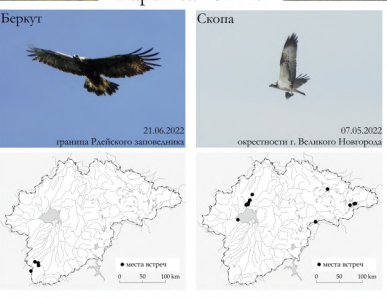 Беркут
21.06.2022
граница Рдейского заповедника
Скопа
07.05.2022
окрестности г. Великого Новгорода
места встреч
0 50 100 km
места встреч
0 50 100 km